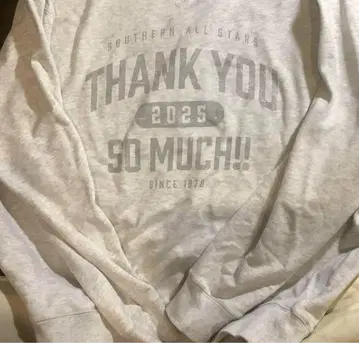 SOUTHERN ALL STARS
THANK YOU
2025
SO MUCH!!
SINCE 1978